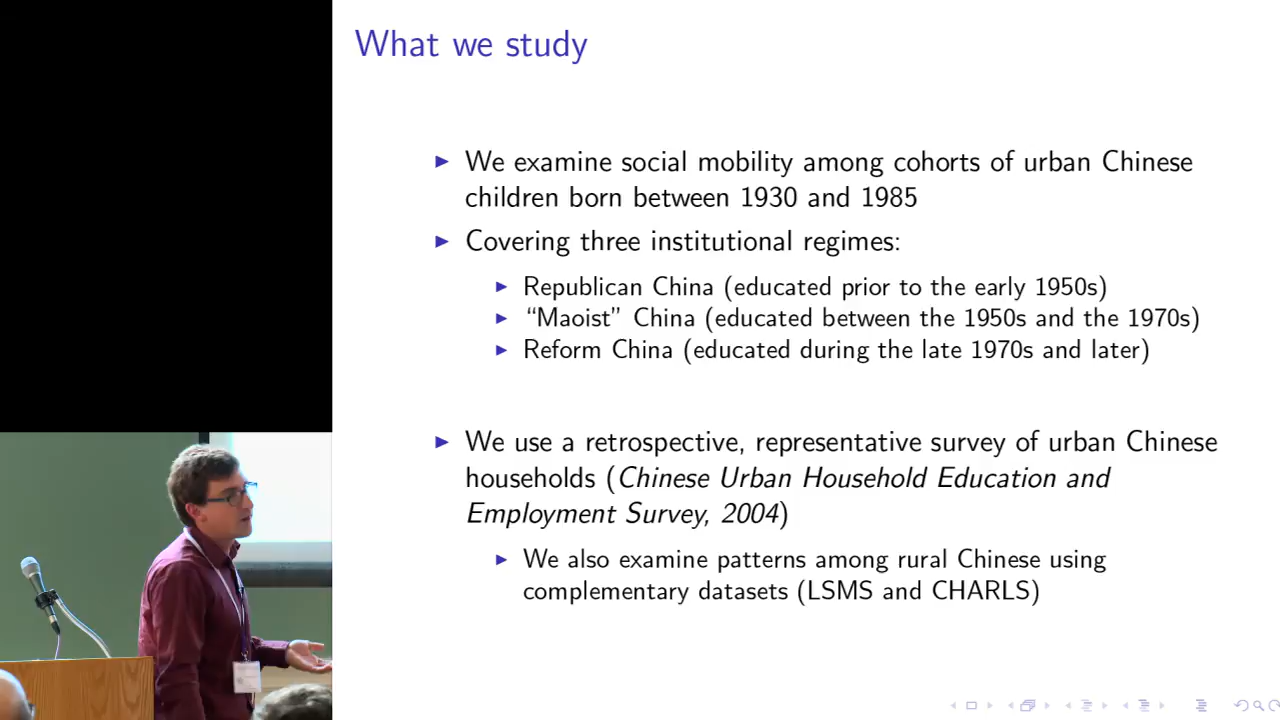 What we study
We examine social mobility among cohorts of urban Chinese
children born between 1930 and 1985
Covering three institutional regimes:
Republican China (educated prior to the early 1950s)
“Maoist” China (educated between the 1950s and the 1970s)
Reform China (educated during the late 1970s and later)
We use a retrospective, representative survey of urban Chinese
households (Chinese Urban Household Education and
Employment Survey, 2004)
We also examine patterns among rural Chinese using
complementary datasets (LSMS and CHARLS)